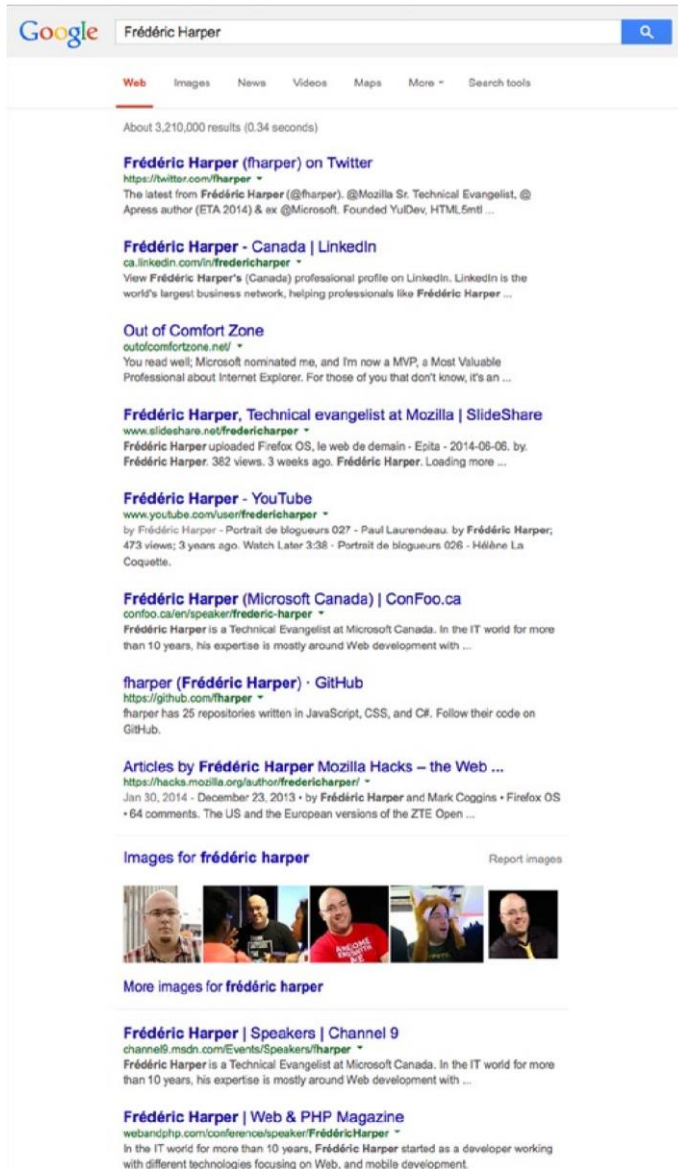 Google
Frédéric Harper
Web Images News Videos Maps More Search tools
About 3,210,000 results (0.34 seconds)
Frédéric Harper (fharper) on Twitter
https://twitter.com/fharper
The latest from Frédéric Harper (@fharper). @Mozilla Sr. Technical Evangelist, @
Apress author (ETA 2014) & ex @Microsoft. Founded YulDev, HTML5mtl ...
Frédéric Harper - Canada | LinkedIn
ca.linkedin.com/in/fredericharper
View Frédéric Harper's (Canada) professional profile on LinkedIn. LinkedIn is the
world's largest business network, helping professionals like Frédéric Harper ...
Out of Comfort Zone
outofcomfortzone.net/
You read well; Microsoft nominated me, and I'm now a MVP, a Most Valuable
Professional about Internet Explorer. For those of you that don't know, it's an ...
Frédéric Harper, Technical evangelist at Mozilla | SlideShare
www.slideshare.net/fredericharper
Frédéric Harper uploaded Firefox OS, le web de demain - Epita - 2014-06-06. by.
Frédéric Harper. 382 views. 3 weeks ago. Frédéric Harper. Loading more ...
Frédéric Harper - YouTube
www.youtube.com/user/fredericharper
by Frédéric Harper - Portrait de blogueurs 027 - Paul Laurendeau. by Frédéric Harper;
473 views; 3 years ago. Watch Later 3:38 · Portrait de blogueurs 026 - Hélène La
Coquette.
Frédéric Harper (Microsoft Canada) | ConFoo.ca
confoo.ca/en/speaker/frederic-harper
Frédéric Harper is a Technical Evangelist at Microsoft Canada. In the IT world for more
than 10 years, his expertise is mostly around Web development with ...
fharper (Frédéric Harper) · GitHub
https://github.com/fharper
fharper has 25 repositories written in JavaScript, CSS, and C#. Follow their code on
GitHub.
Articles by Frédéric Harper Mozilla Hacks – the Web ...
https://hacks.mozilla.org/author/fredericharper/
Jan 30, 2014 - December 23, 2013 • by Frédéric Harper and Mark Coggins • Firefox OS
• 64 comments. The US and the European versions of the ZTE Open ...
Images for frédéric harper Report images
AWESOME
ENDS WITH
ME
More images for frédéric harper
Frédéric Harper | Speakers | Channel 9
channel9.msdn.com/Events/Speakers/fharper
Frédéric Harper is a Technical Evangelist at Microsoft Canada. In the IT world for more
than 10 years, his expertise is mostly around Web development with ...
Frédéric Harper | Web & PHP Magazine
webandphp.com/conference/speaker/FrédéricHarper
In the IT world for more than 10 years, Frédéric Harper started as a developer working
with different technologies focusing on Web, and mobile development.